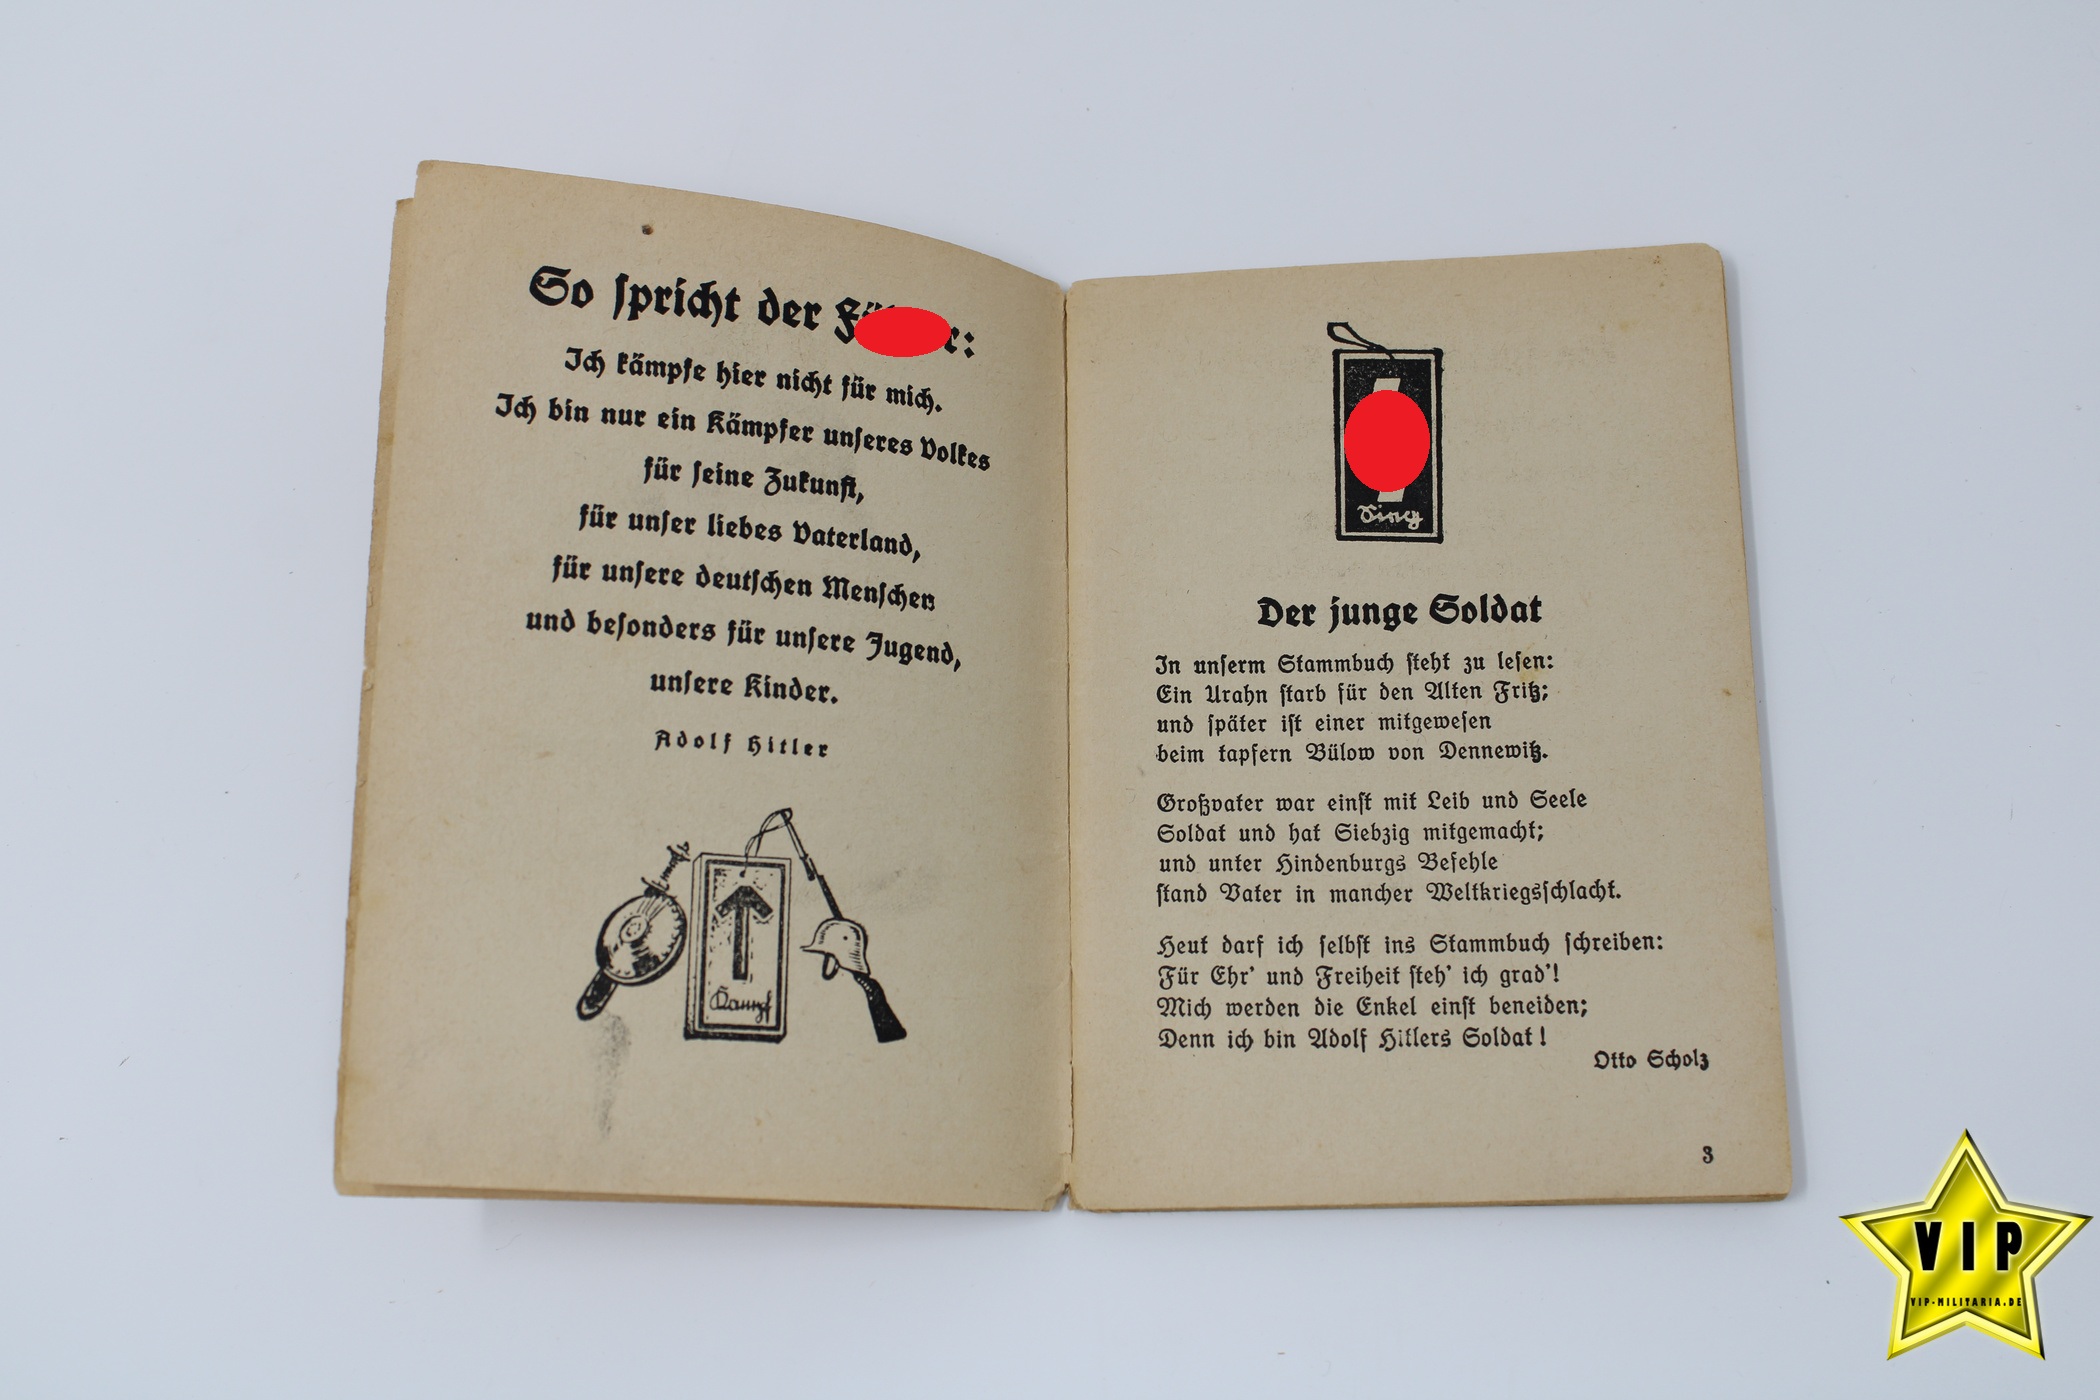 So spricht der
Ich kämpfe hier nicht für mich.
Ich bin nur ein Kämpfer unseres Volkes
für seine Zukunft,
für unser liebes Vaterland,
für unsere deutschen Menschen
und besonders für unsere Jugend,
unsere Kinder.
Adolf Hitler
Kampf
Sieg
Der junge Soldat
In unserm Stammbuch steht zu lesen:
Ein Urahn starb für den Alten Fritz;
und später ist einer mitgewesen
beim tapfern Bülow von Dennewitz.
Großvater war einst mit Leib und Seele
Soldat und hat Siebzig mitgemacht;
und unter Hindenburgs Befehle
stand Vater in mancher Weltkriegsschlacht.
Heut darf ich selbst ins Stammbuch schreiben:
Für Ehr' und Freiheit steh' ich grad'!
Mich werden die Enkel einst beneiden;
Denn ich bin Adolf Hitlers Soldat!
Otto Scholz
3
VIP
VIP-MILITARIA.DE